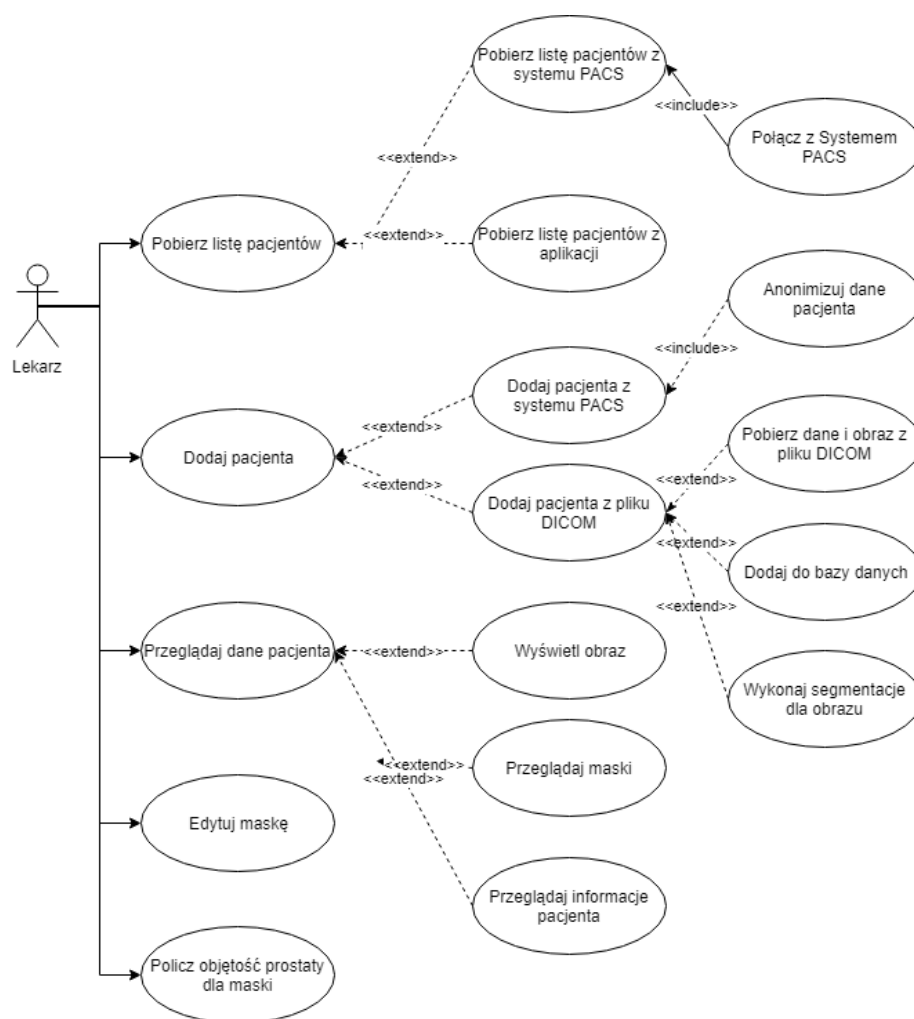 Pobierz listę pacjentów z
systemu PACS
<<include>>
Połącz z Systemem
PACS
<<extend>>
Pobierz listę pacjentów
<<extend>>
Pobierz listę pacjentów z
aplikacji
Lekarz
Anonimizuj dane
pacjenta
<<include>>
Dodaj pacjenta z
systemu PACS
<<extend>>
Dodaj pacjenta
<<extend>>
Dodaj pacjenta z pliku
DICOM
Pobierz dane i obraz z
pliku DICOM
<<extend>>
<<extend>>
Dodaj do bazy danych
<<extend>>
Wykonaj segmentacje
dla obrazu
Przeglądaj dane pacjenta
<<extend>>
Wyświetl obraz
<<extend>>
Przeglądaj maski
<<extend>>
Edytuj maskę
Przeglądaj informacje
pacjenta
Policz objętość prostaty
dla maski